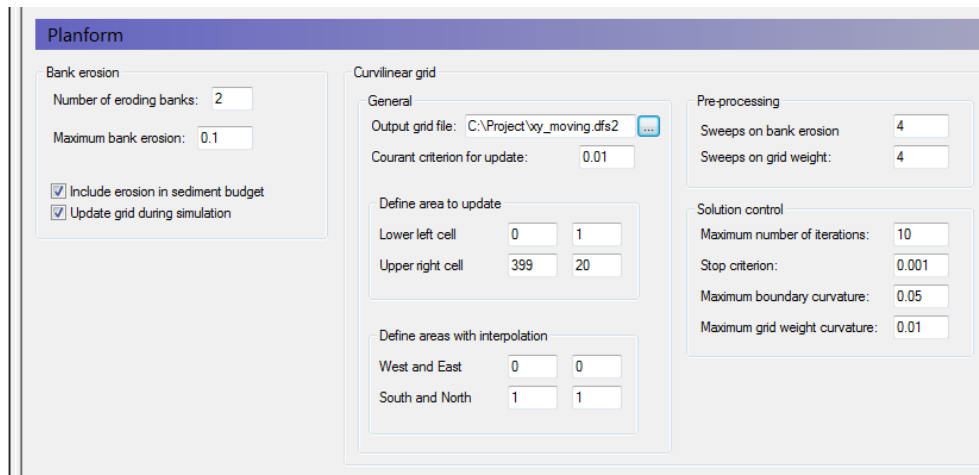 Planform
Bank erosion
Number of eroding banks: 2
Maximum bank erosion: 0.1
Include erosion in sediment budget
Update grid during simulation
Curvilinear grid
General
Output grid file: C:\Project\xy_moving.dfs2 ...
Courant criterion for update: 0.01
Define area to update
Lower left cell 0 1
Upper right cell 399 20
Define areas with interpolation
West and East 0 0
South and North 1 1
Pre-processing
Sweeps on bank erosion 4
Sweeps on grid weight: 4
Solution control
Maximum number of iterations: 10
Stop criterion: 0.001
Maximum boundary curvature: 0.05
Maximum grid weight curvature: 0.01